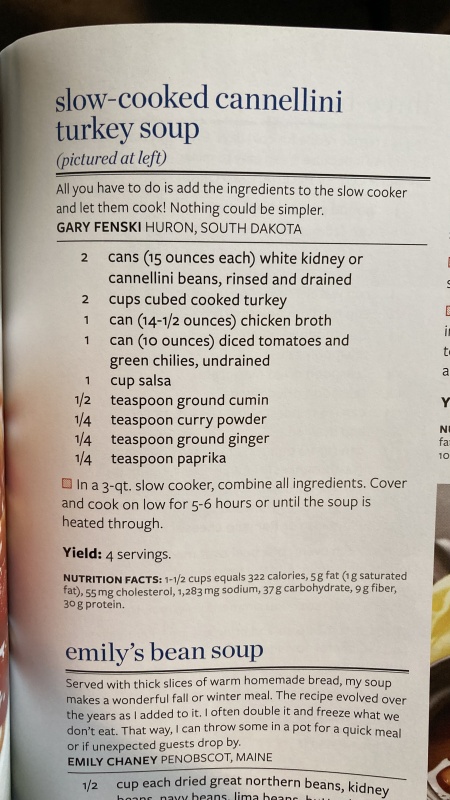 slow-cooked cannellini
turkey soup
(pictured at left)
All you have to do is add the ingredients to the slow cooker
and let them cook! Nothing could be simpler.
GARY FENSKI HURON, SOUTH DAKOTA
2 cans (15 ounces each) white kidney or
cannellini beans, rinsed and drained
2 cups cubed cooked turkey
1 can (14-1/2 ounces) chicken broth
1 can (10 ounces) diced tomatoes and
green chilies, undrained
1 cup salsa
1/2 teaspoon ground cumin
1/4 teaspoon curry powder
1/4 teaspoon ground ginger
1/4 teaspoon paprika
In a 3-qt. slow cooker, combine all ingredients. Cover
and cook on low for 5-6 hours or until the soup is
heated through.
Yield: 4 servings.
NUTRITION FACTS: 1-1/2 cups equals 322 calories, 5 g fat (1 g saturated
fat), 55 mg cholesterol, 1,283 mg sodium, 37 g carbohydrate, 9 g fiber,
30 g protein.
emily's bean soup
Served with thick slices of warm homemade bread, my soup
makes a wonderful fall or winter meal. The recipe evolved over
the years as I added to it. I often double it and freeze what we
don't eat. That way, I can throw some in a pot for a quick meal
or if unexpected guests drop by.
EMILY CHANEY PENOBSCOT, MAINE
1/2 cup each dried great northern beans, kidney
beans, navy beans, lima beans,